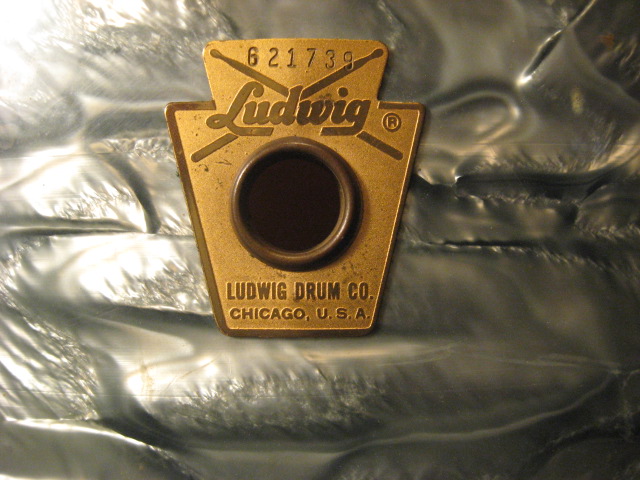 621739
Ludwig ®
LUDWIG DRUM CO.
CHICAGO, U.S.A.